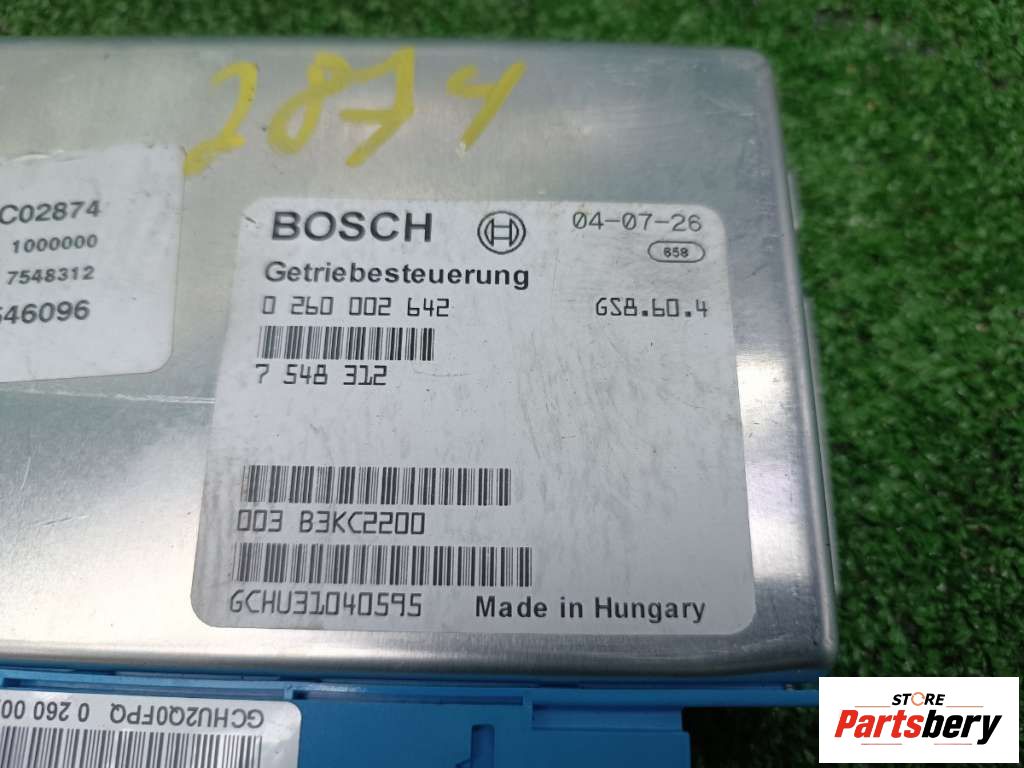 2874
C02874
1000000
7548312
546096
BOSCH
04-07-26
658
Getriebesteuerung
0 260 002 642
GS8.60.4
7 548 312
003 B3KC2200
GCHU31040595
Made in Hungary
GCHU2Q0FPQ 0 260 00
STORE
Partsbery